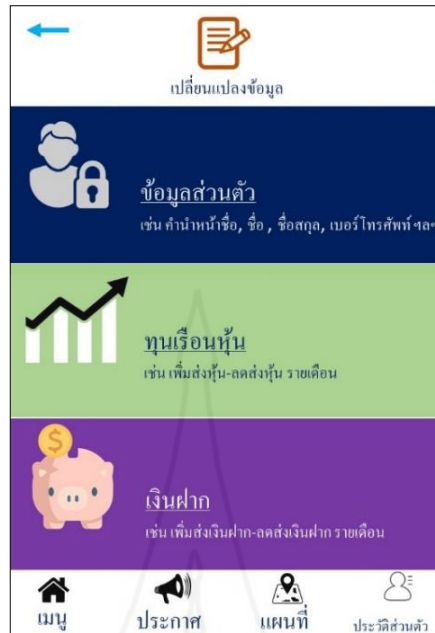 เปลี่ยนแปลงข้อมูล
ข้อมูลส่วนตัว
เช่น คำนำหน้าชื่อ, ชื่อ , ชื่อสกุล, เบอร์โทรศัพท์ ฯลฯ
ทุนเรือนหุ้น
เช่น เพิ่มส่งหุ้น-ลดส่งหุ้น รายเดือน
$
เงินฝาก
เช่น เพิ่มส่งเงินฝาก-ลดส่งเงินฝาก รายเดือน
เมนู ประกาศ แผนที่ ประวัติส่วนตัว